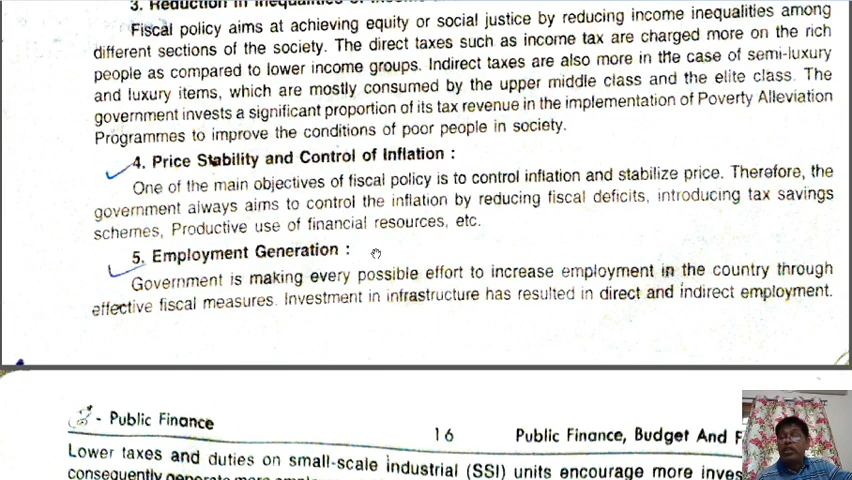 3. Reduction in Inequalities
Fiscal policy aims at achieving equity or social justice by reducing income inequalities among
different sections of the society. The direct taxes such as income tax are charged more on the rich
people as compared to lower income groups. Indirect taxes are also more in the case of semi-luxury
and luxury items, which are mostly consumed by the upper middle class and the elite class. The
government invests a significant proportion of its tax revenue in the implementation of Poverty Alleviation
Programmes to improve the conditions of poor people in society.
4. Price Stability and Control of Inflation :
One of the main objectives of fiscal policy is to control inflation and stabilize price. Therefore, the
government always aims to control the inflation by reducing fiscal deficits, introducing tax savings
schemes, Productive use of financial resources, etc.
5. Employment Generation :
Government is making every possible effort to increase employment in the country through
effective fiscal measures. Investment in infrastructure has resulted in direct and indirect employment.
- Public Finance
16
Public Finance, Budget And F
Lower taxes and duties on small-scale industrial (SSI) units encourage more inves
consequently generate more